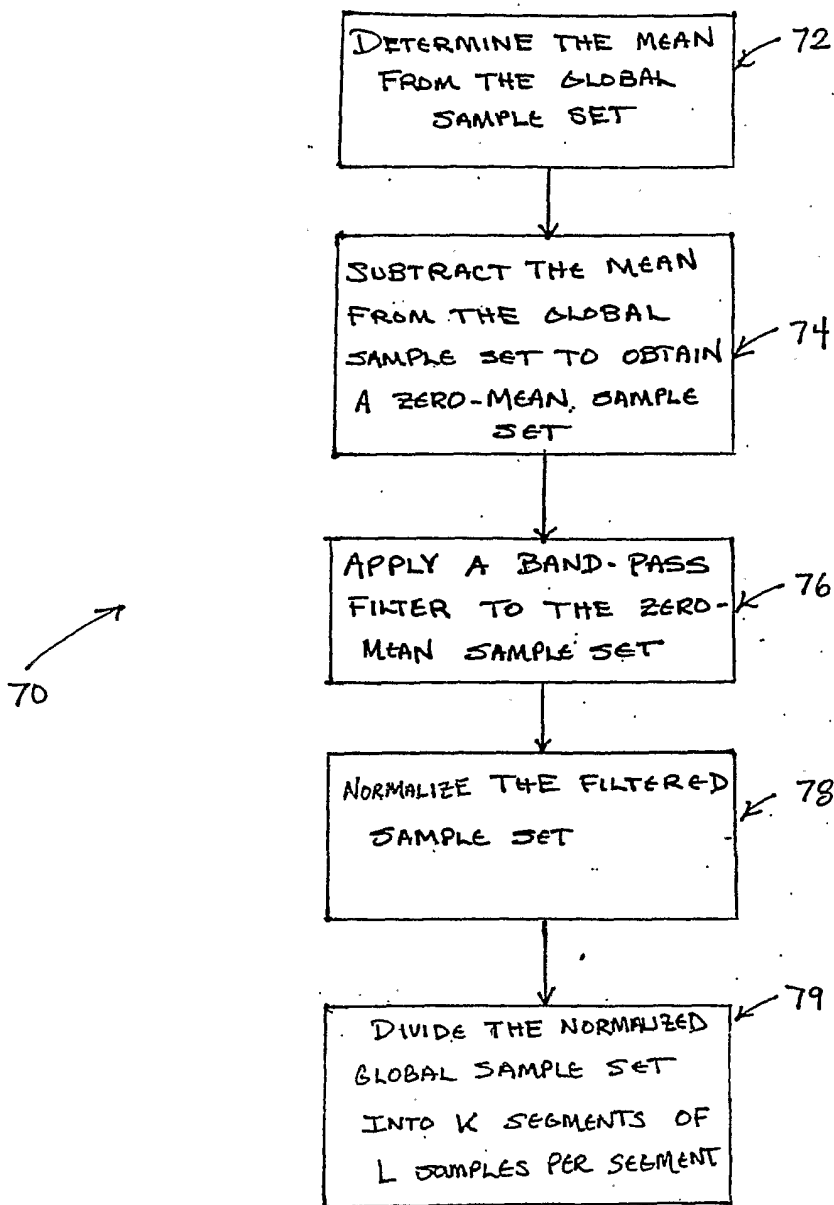 DETERMINE THE MEAN
FROM THE GLOBAL
SAMPLE SET
72
SUBTRACT THE MEAN
FROM THE GLOBAL
SAMPLE SET TO OBTAIN
A ZERO-MEAN SAMPLE
SET
74
APPLY A BAND-PASS
FILTER TO THE ZERO-
MEAN SAMPLE SET
76
70
NORMALIZE THE FILTERED
SAMPLE SET
78
DIVIDE THE NORMALIZED
GLOBAL SAMPLE SET
INTO K SEGMENTS OF
L SAMPLES PER SEGMENT
79